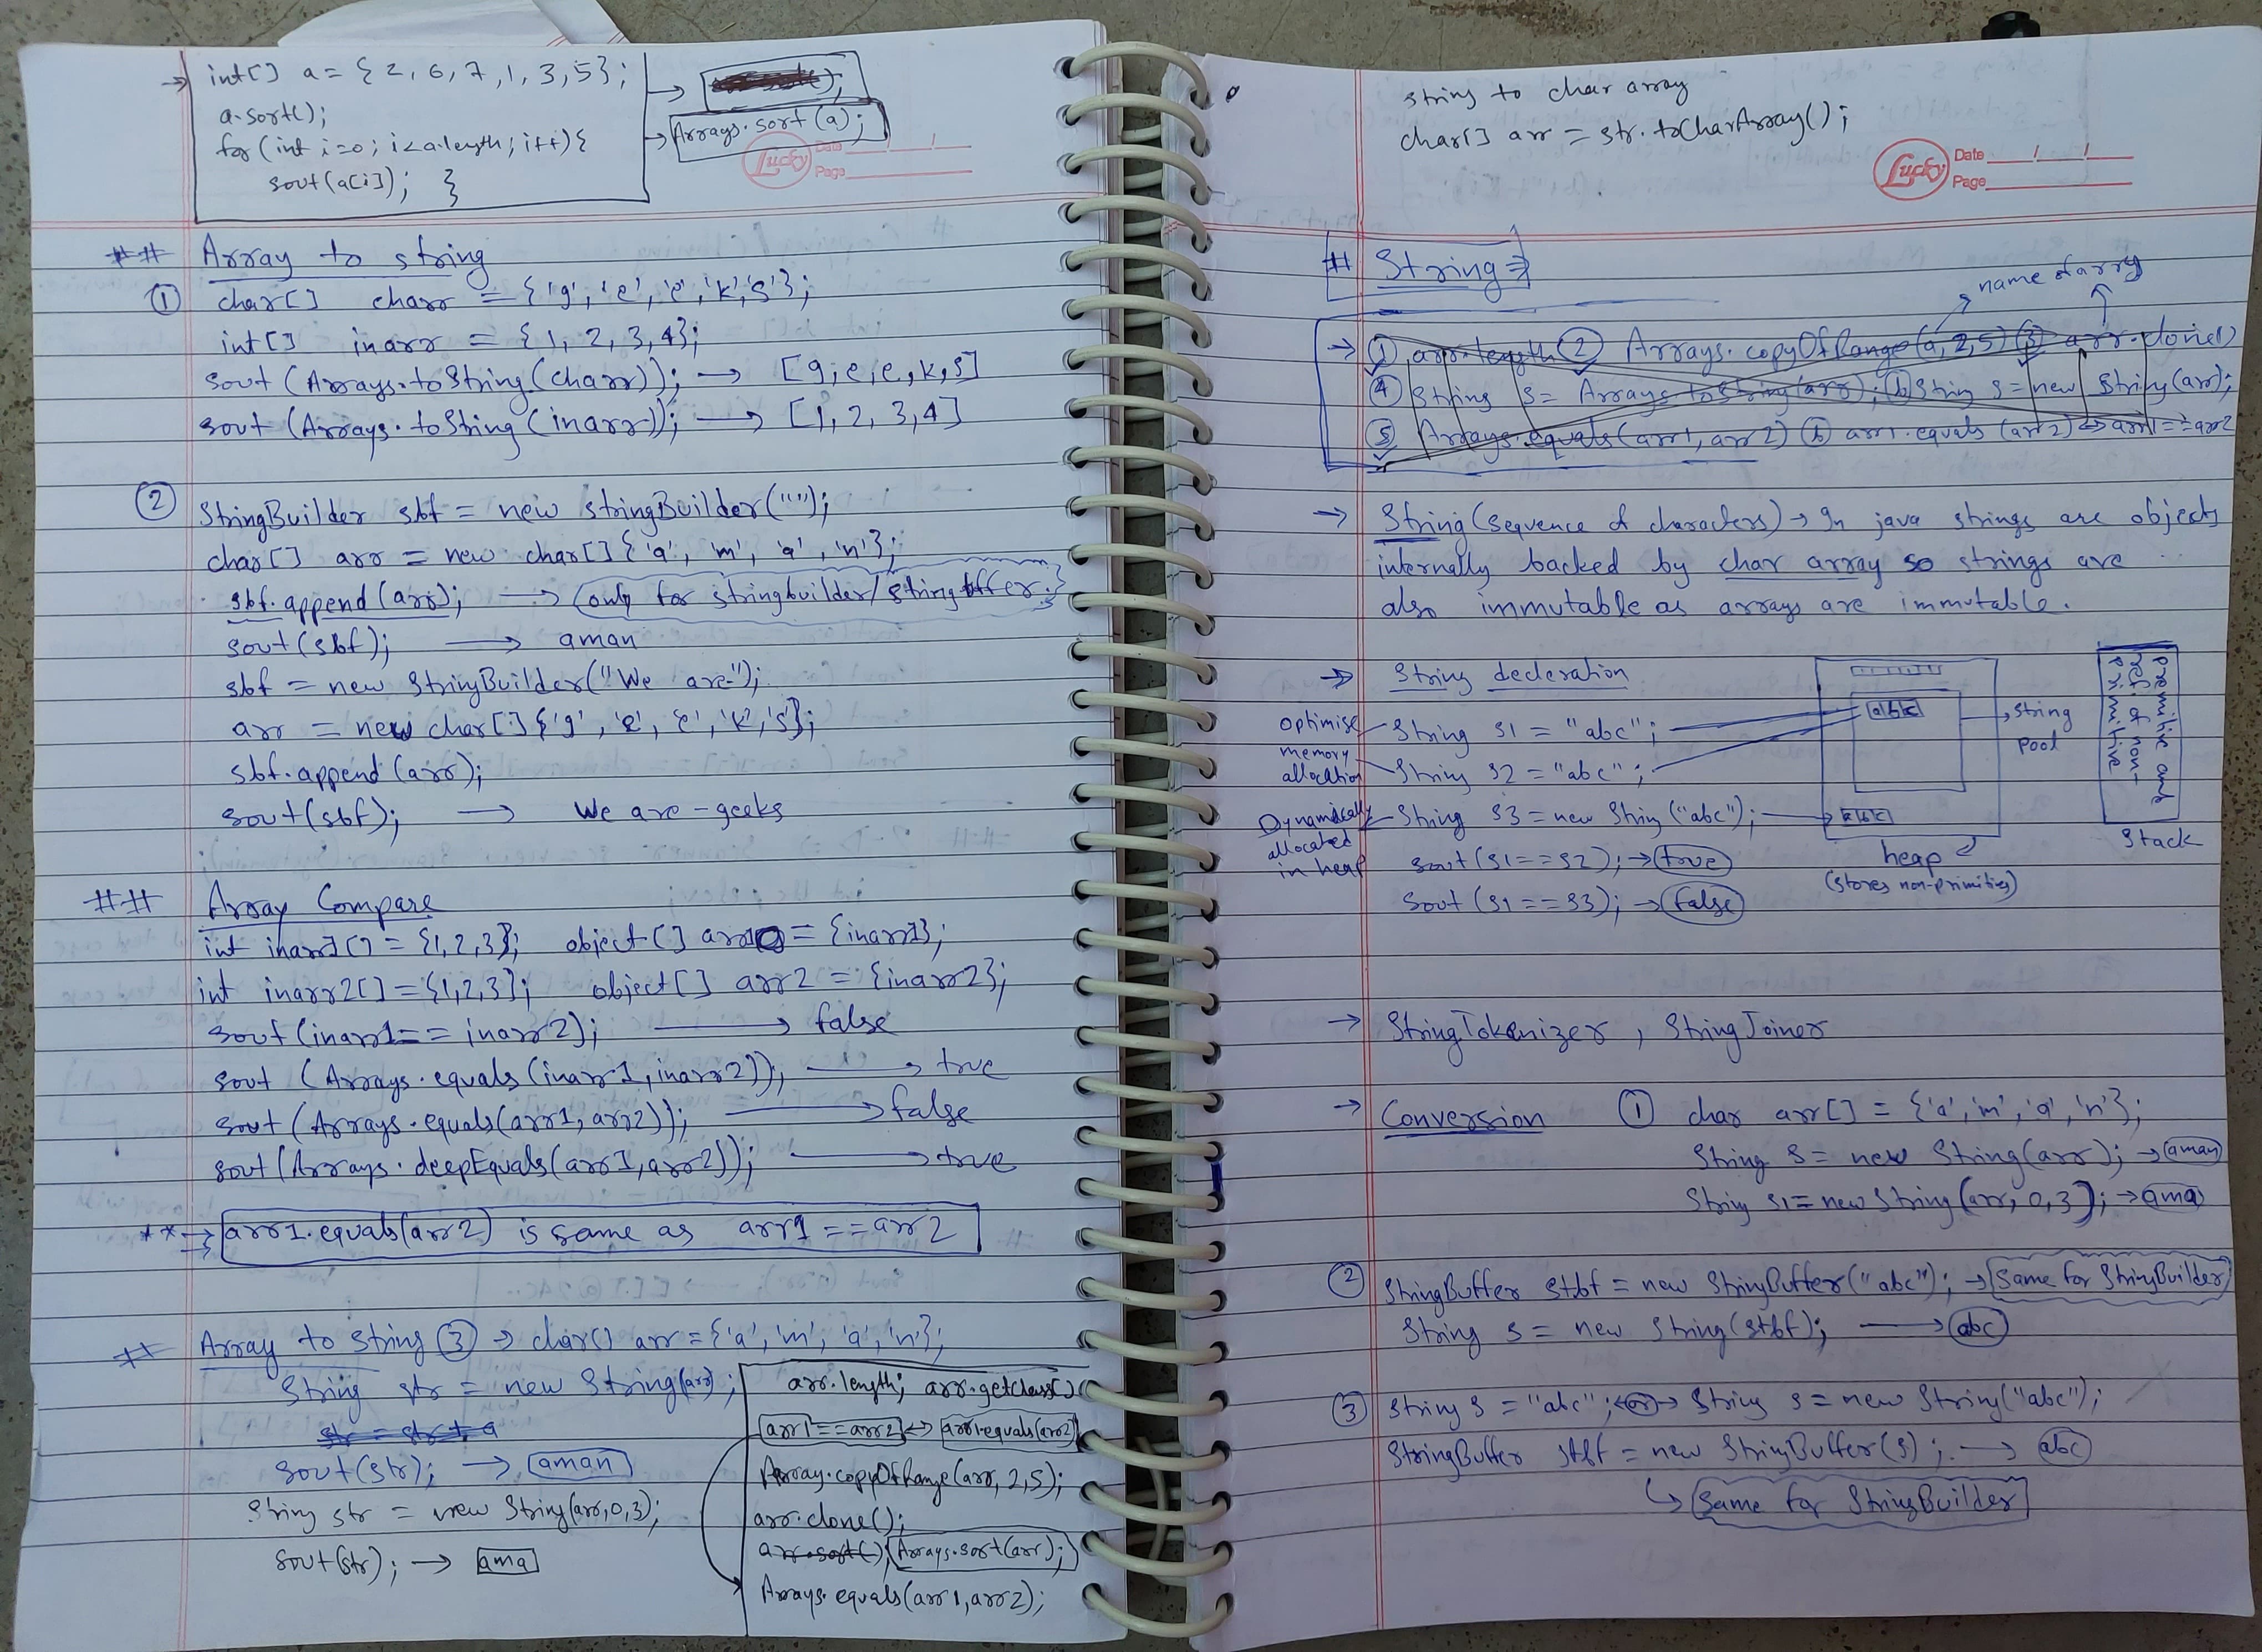 → int[] a = { 2, 6, 7, 1, 3, 5};
a.sort();
for (int i=0; i<a.length; i++){
sout(a[i]); }
→ );
→ Arrays.sort(a);
Lucky
Date / /
Page
## Array to string
① char[] charr = {'g','e','e','k','s'};
int[] inarr = {1, 2, 3, 4};
sout (Arrays.toString(charr)); → [g,e,e,k,s]
sout (Arrays.toString(inarr)); → [1, 2, 3, 4]
② StringBuilder sbf = new stringBuilder("");
char[] arr = new char[]{'a', 'm', 'a', 'n'};
sbf.append(arr); → (only for stringbuilder/
sout(sbf); → aman
sbf = new StringBuilder("We are-");
arr = new char[]{'g', 'e', 'e', 'k', 's'};
sbf.append(arr);
sout(sbf); → We are-geeks
## Array Compare
int inarr1[] = {1,2,3}; object[] arr1 = {inarr1};
int inarr2[] = {1,2,3}; object[] arr2 = {inarr2};
sout(inarr1 == inarr2); → false
sout (Arrays.equals(inarr1, inarr2)); → true
sout (Arrays.equals(arr1, arr2)); → false
sout (Arrays.deepEquals(arr1, arr2)); → true
**→ arr1.equals(arr2) is same as arr1 == arr2
** Array to string ③ → char[] arr = {'a', 'm', 'a', 'n'};
String str = new String(arr);
str = str + a
sout(str); → aman
String str = new String(arr,0,3);
sout(str); → ama
arr.length; arr.getclass()
arr1 == arr2 <-> arr1.equals(arr2)
Array.copyOfRange(arr, 2,5);
arr.clone();
arr.sort(); Arrays.sort(arr);
Arrays.equals(arr1, arr2);
string to char array
char[] arr = str.toCharArray();
Lucky
Date / /
Page
# String ⇒
name of array
→ ① arr.length ② Arrays.copyOfRange(a, 2, 5) ③ arr.clone()
④ String s = Arrays.toString(arr); ⓑ String s = new String(arr);
⑤ Arrays.equals(arr1, arr2) ⓑ arr1.equals(arr2) <-> arr1 == arr2
→ String (sequence of characters) → In java strings are objects
internally backed by char array so strings are
also immutable as arrays are immutable.
→ String decleration
optimise memory allocation
String s1 = "abc";
String s2 = "abc";
Dynamically allocated in heap
String s3 = new String("abc");
sout(s1 == s2); → true
sout (s1 == s3); → false
abc
→ string pool
abc
heap
(stores non-primitives)
premitive and ref of non-primitive
Stack
→ StringTokenizer, StringJoiner
→ Conversion ① char arr[] = {'a','m','a','n'};
String s = new String(arr); → aman
String s1 = new String(arr, 0,3); → ama
② StringBuffer stbf = new StringBuffer("abc"); → Same for StringBuilder
String s = new String(stbf); → abc
③ String s = "abc"; <-or-> String s = new String("abc");
StringBuffer stbf = new StringBuffer(s); → abc
↳ Same for StringBuilder